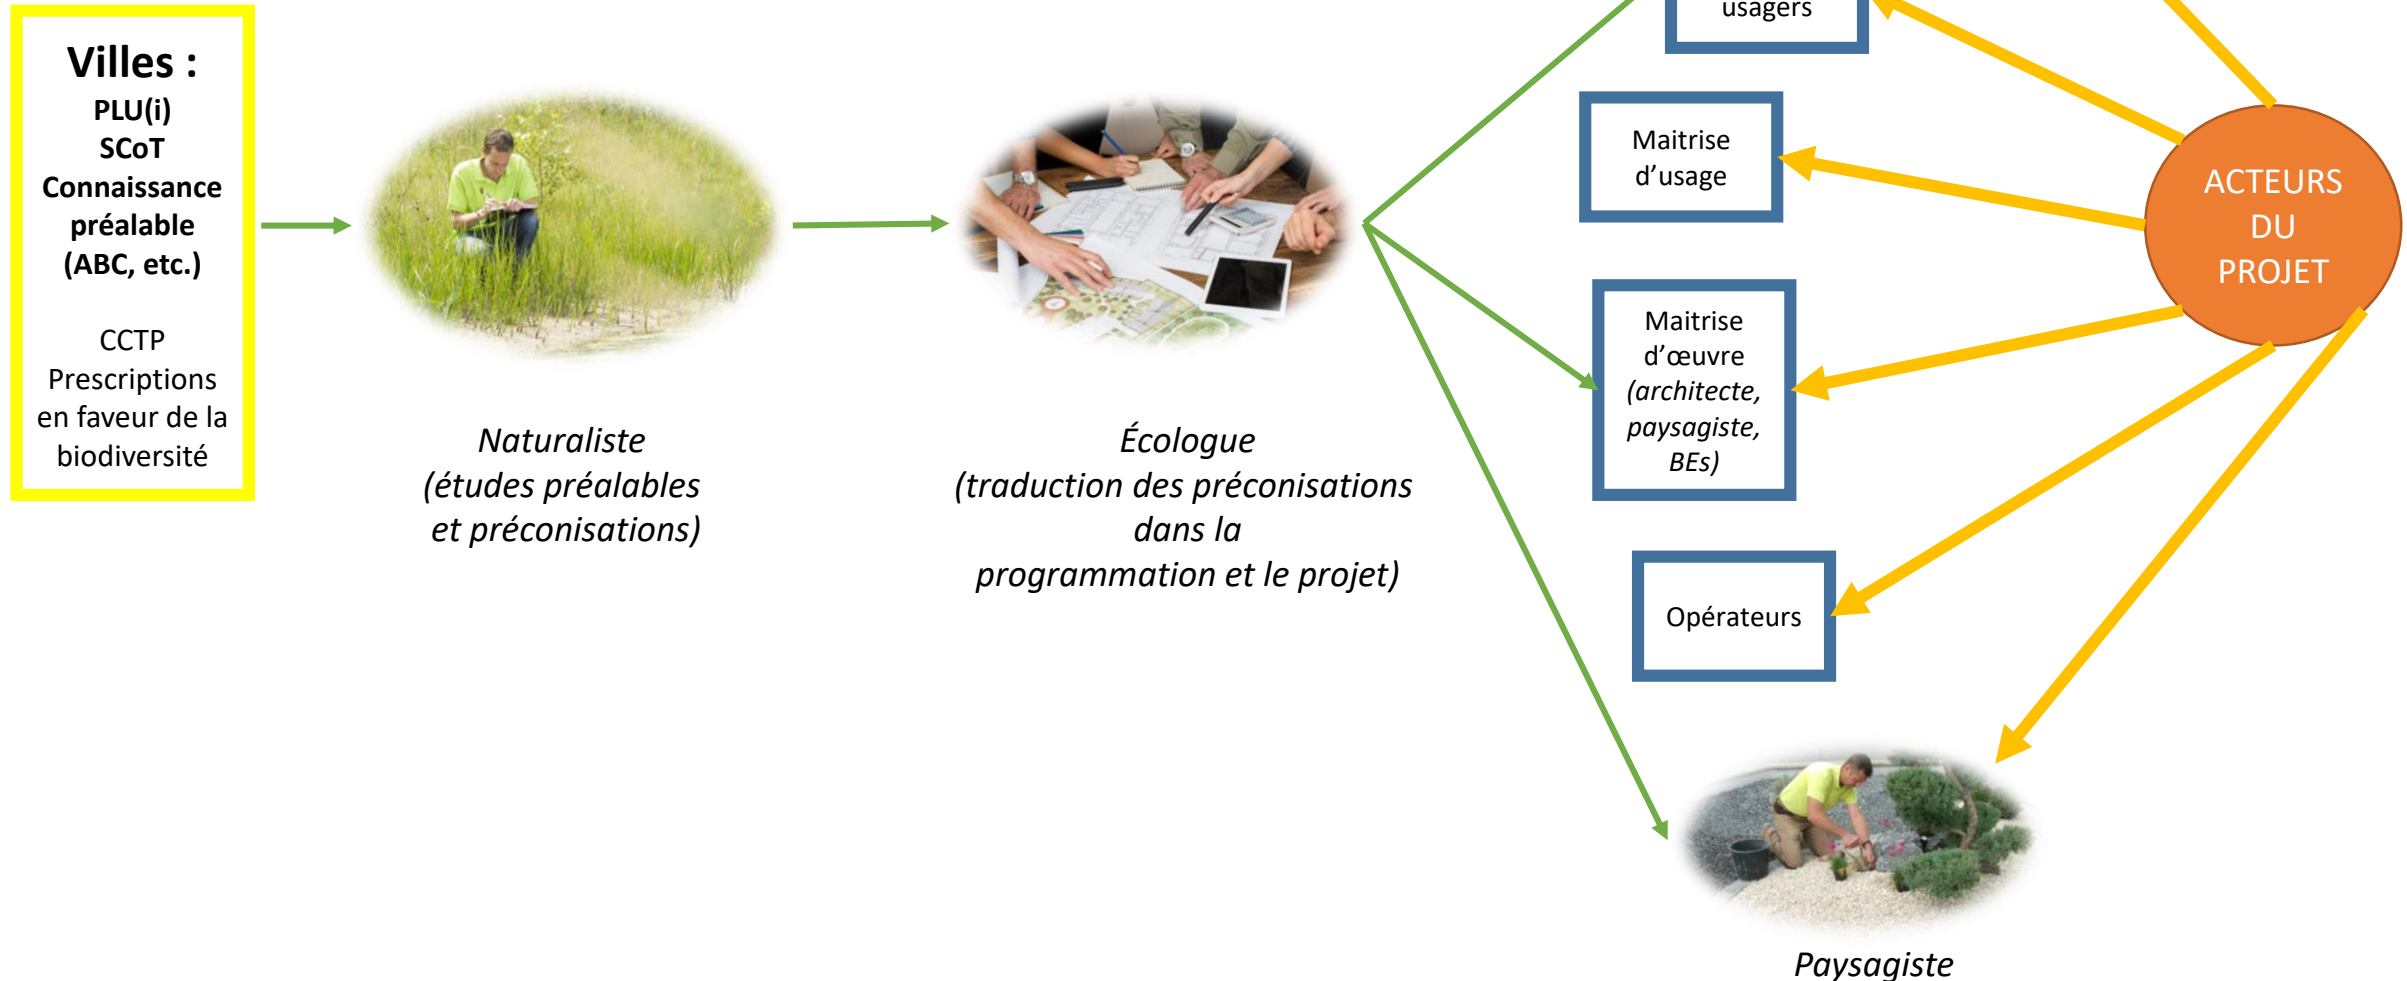 Villes :
PLU(i)
SCoT
Connaissance
préalable
(ABC, etc.)
CCTP
Prescriptions
en faveur de la
biodiversité
Naturaliste
(études préalables
et préconisations)
Écologue
(traduction des préconisations
dans la
programmation et le projet)
usagers
Maitrise
d’usage
Maitrise
d’œuvre
(architecte,
paysagiste,
BEs)
Opérateurs
Paysagiste
ACTEURS
DU
PROJET